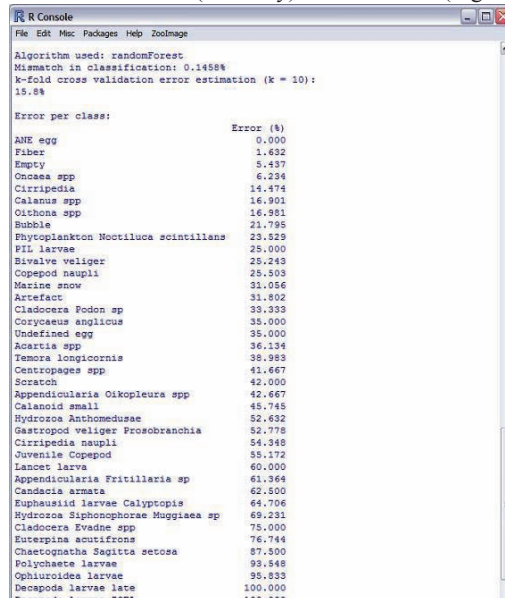 R Console
File Edit Misc Packages Help ZooImage
Algorithm used: randomForest
Mismatch in classification: 0.1458%
k-fold cross validation error estimation (k = 10):
15.8%
Error per class:
Error (%)
ANE egg 0.000
Fiber 1.632
Empty 5.437
Oncaea spp 6.234
Cirripedia 14.474
Calanus spp 16.901
Oithona spp 16.981
Bubble 21.795
Phytoplankton Noctiluca scintillans 23.529
PIL larvae 25.000
Bivalve veliger 25.243
Copepod naupli 25.503
Marine snow 31.056
Artefact 31.802
Cladocera Podon sp 33.333
Corycaeus anglicus 35.000
Undefined egg 35.000
Acartia spp 36.134
Temora longicornis 38.983
Centropages spp 41.667
Scratch 42.000
Appendicularia Oikopleura spp 42.667
Calanoid small 45.745
Hydrozoa Anthomedusae 52.632
Gastropod veliger Prosobranchia 52.778
Cirripedia naupli 54.348
Juvenile Copepod 55.172
Lancet larva 60.000
Appendicularia Fritillaria sp 61.364
Candacia armata 62.500
Euphausiid larvae Calyptopis 64.706
Hydrozoa Siphonophorae Muggiaea sp 69.231
Cladocera Evadne spp 75.000
Euterpina acutifrons 76.744
Chaetognatha Sagitta setosa 87.500
Polychaete larvae 93.548
Ophiuroidea larvae 95.833
Decapoda larvae late 100.000